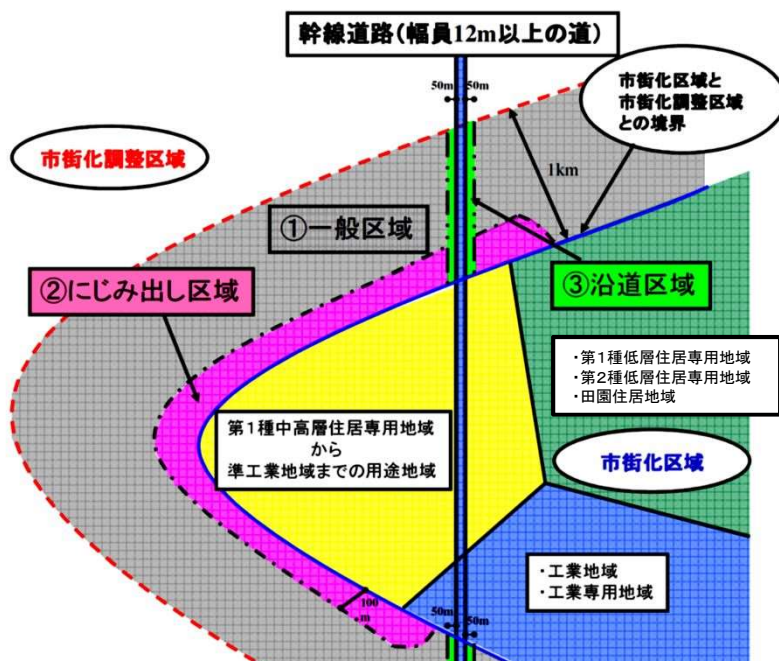 幹線道路(幅員12m以上の道)
50m
50m
市街化区域と
市街化調整区域
との境界
市街化調整区域
1km
①一般区域
②にじみ出し区域
③沿道区域
・第1種低層住居専用地域
・第2種低層住居専用地域
・田園住居地域
第1種中高層住居専用地域
から
準工業地域までの用途地域
市街化区域
・工業地域
・工業専用地域
100
m
50m
50m